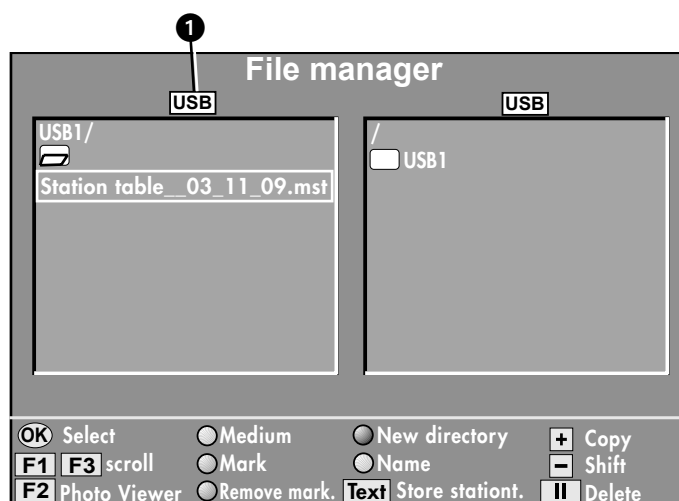 1
File manager
USB USB
USB1/
Station table__03_11_09.mst
/
USB1
OK Select Medium New directory + Copy
F1 F3 scroll Mark Name - Shift
F2 Photo Viewer Remove mark. Text Store stationt. II Delete